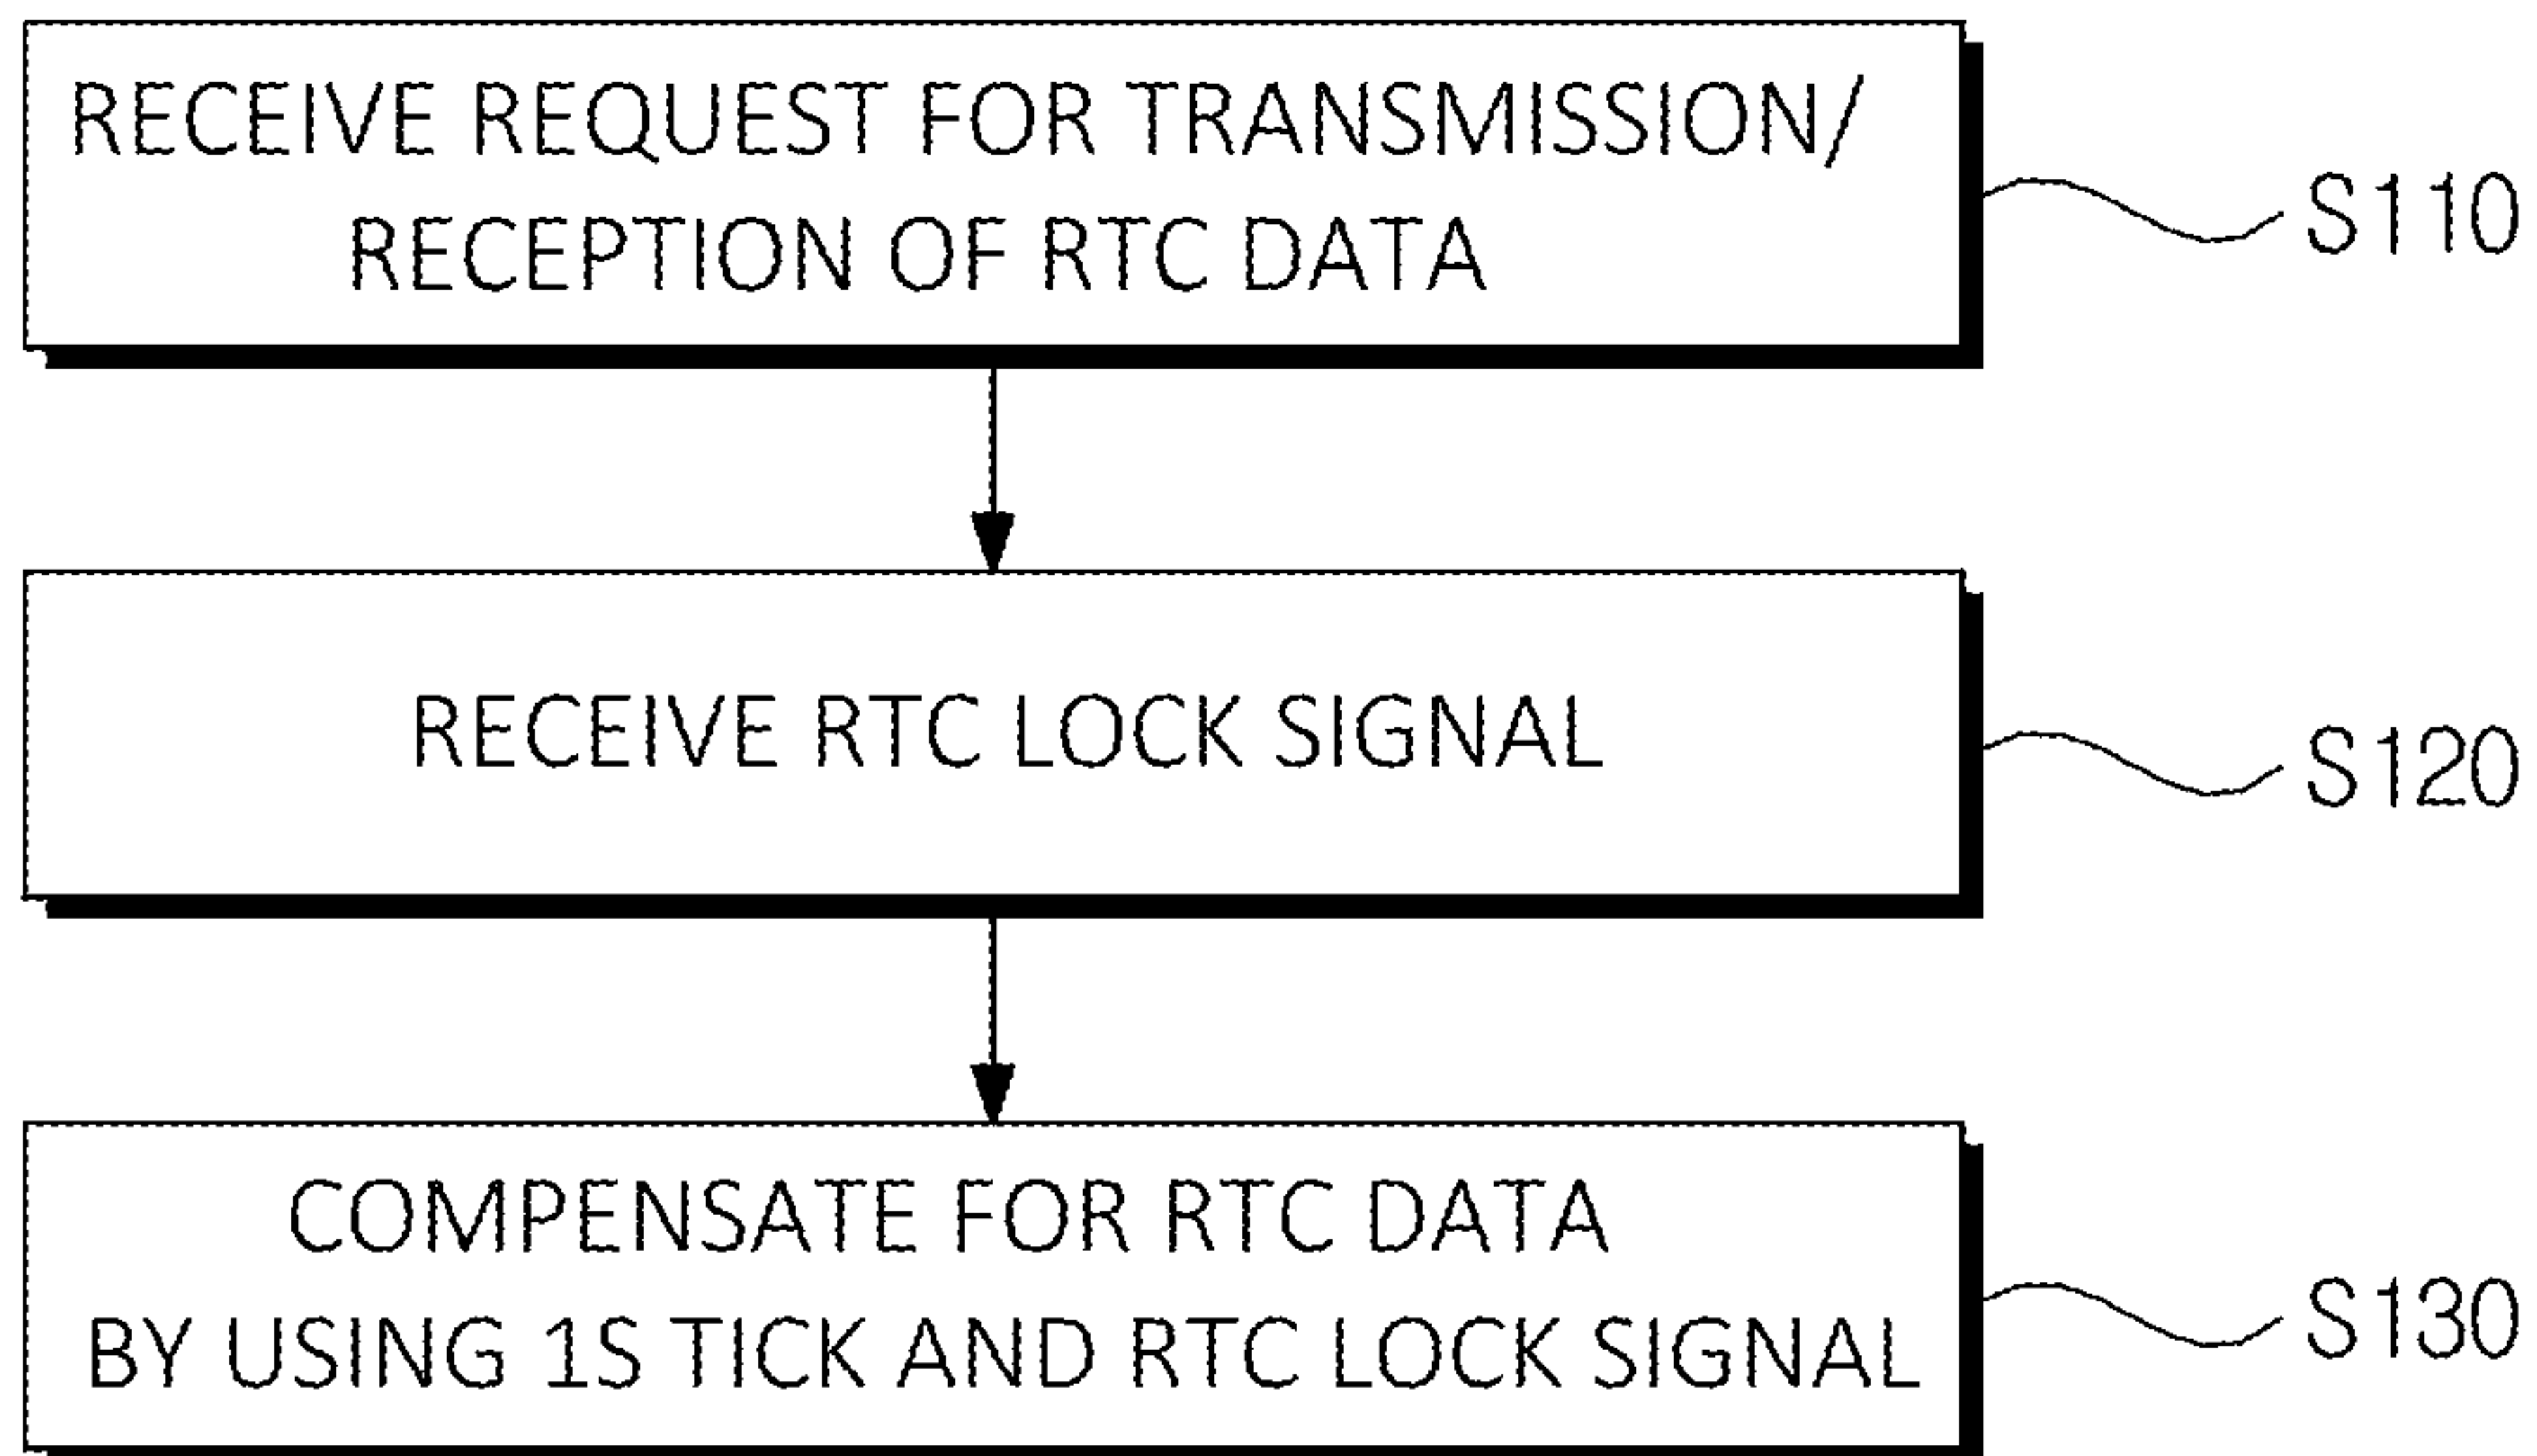 RECEIVE REQUEST FOR TRANSMISSION/
RECEPTION OF RTC DATA
S110
RECEIVE RTC LOCK SIGNAL
S120
COMPENSATE FOR RTC DATA
BY USING 1S TICK AND RTC LOCK SIGNAL
S130